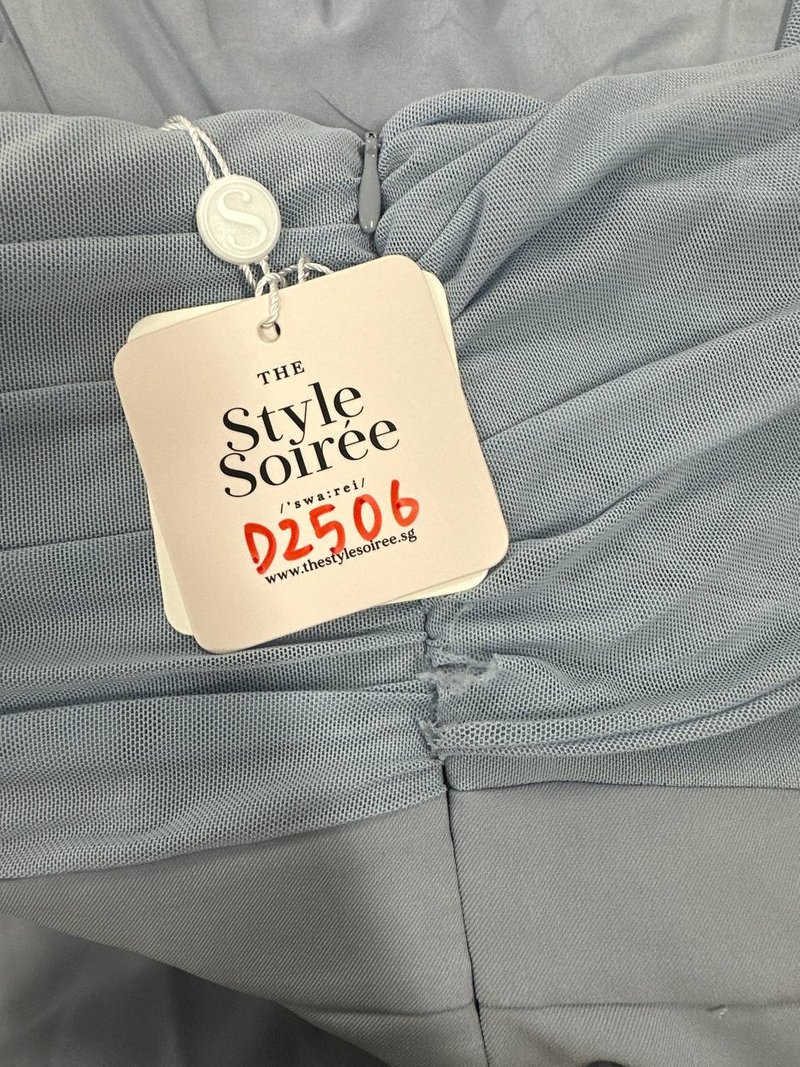 S
THE
Style
Soirée
/'swa:rei/
D2506
www.thestylesoiree.sg